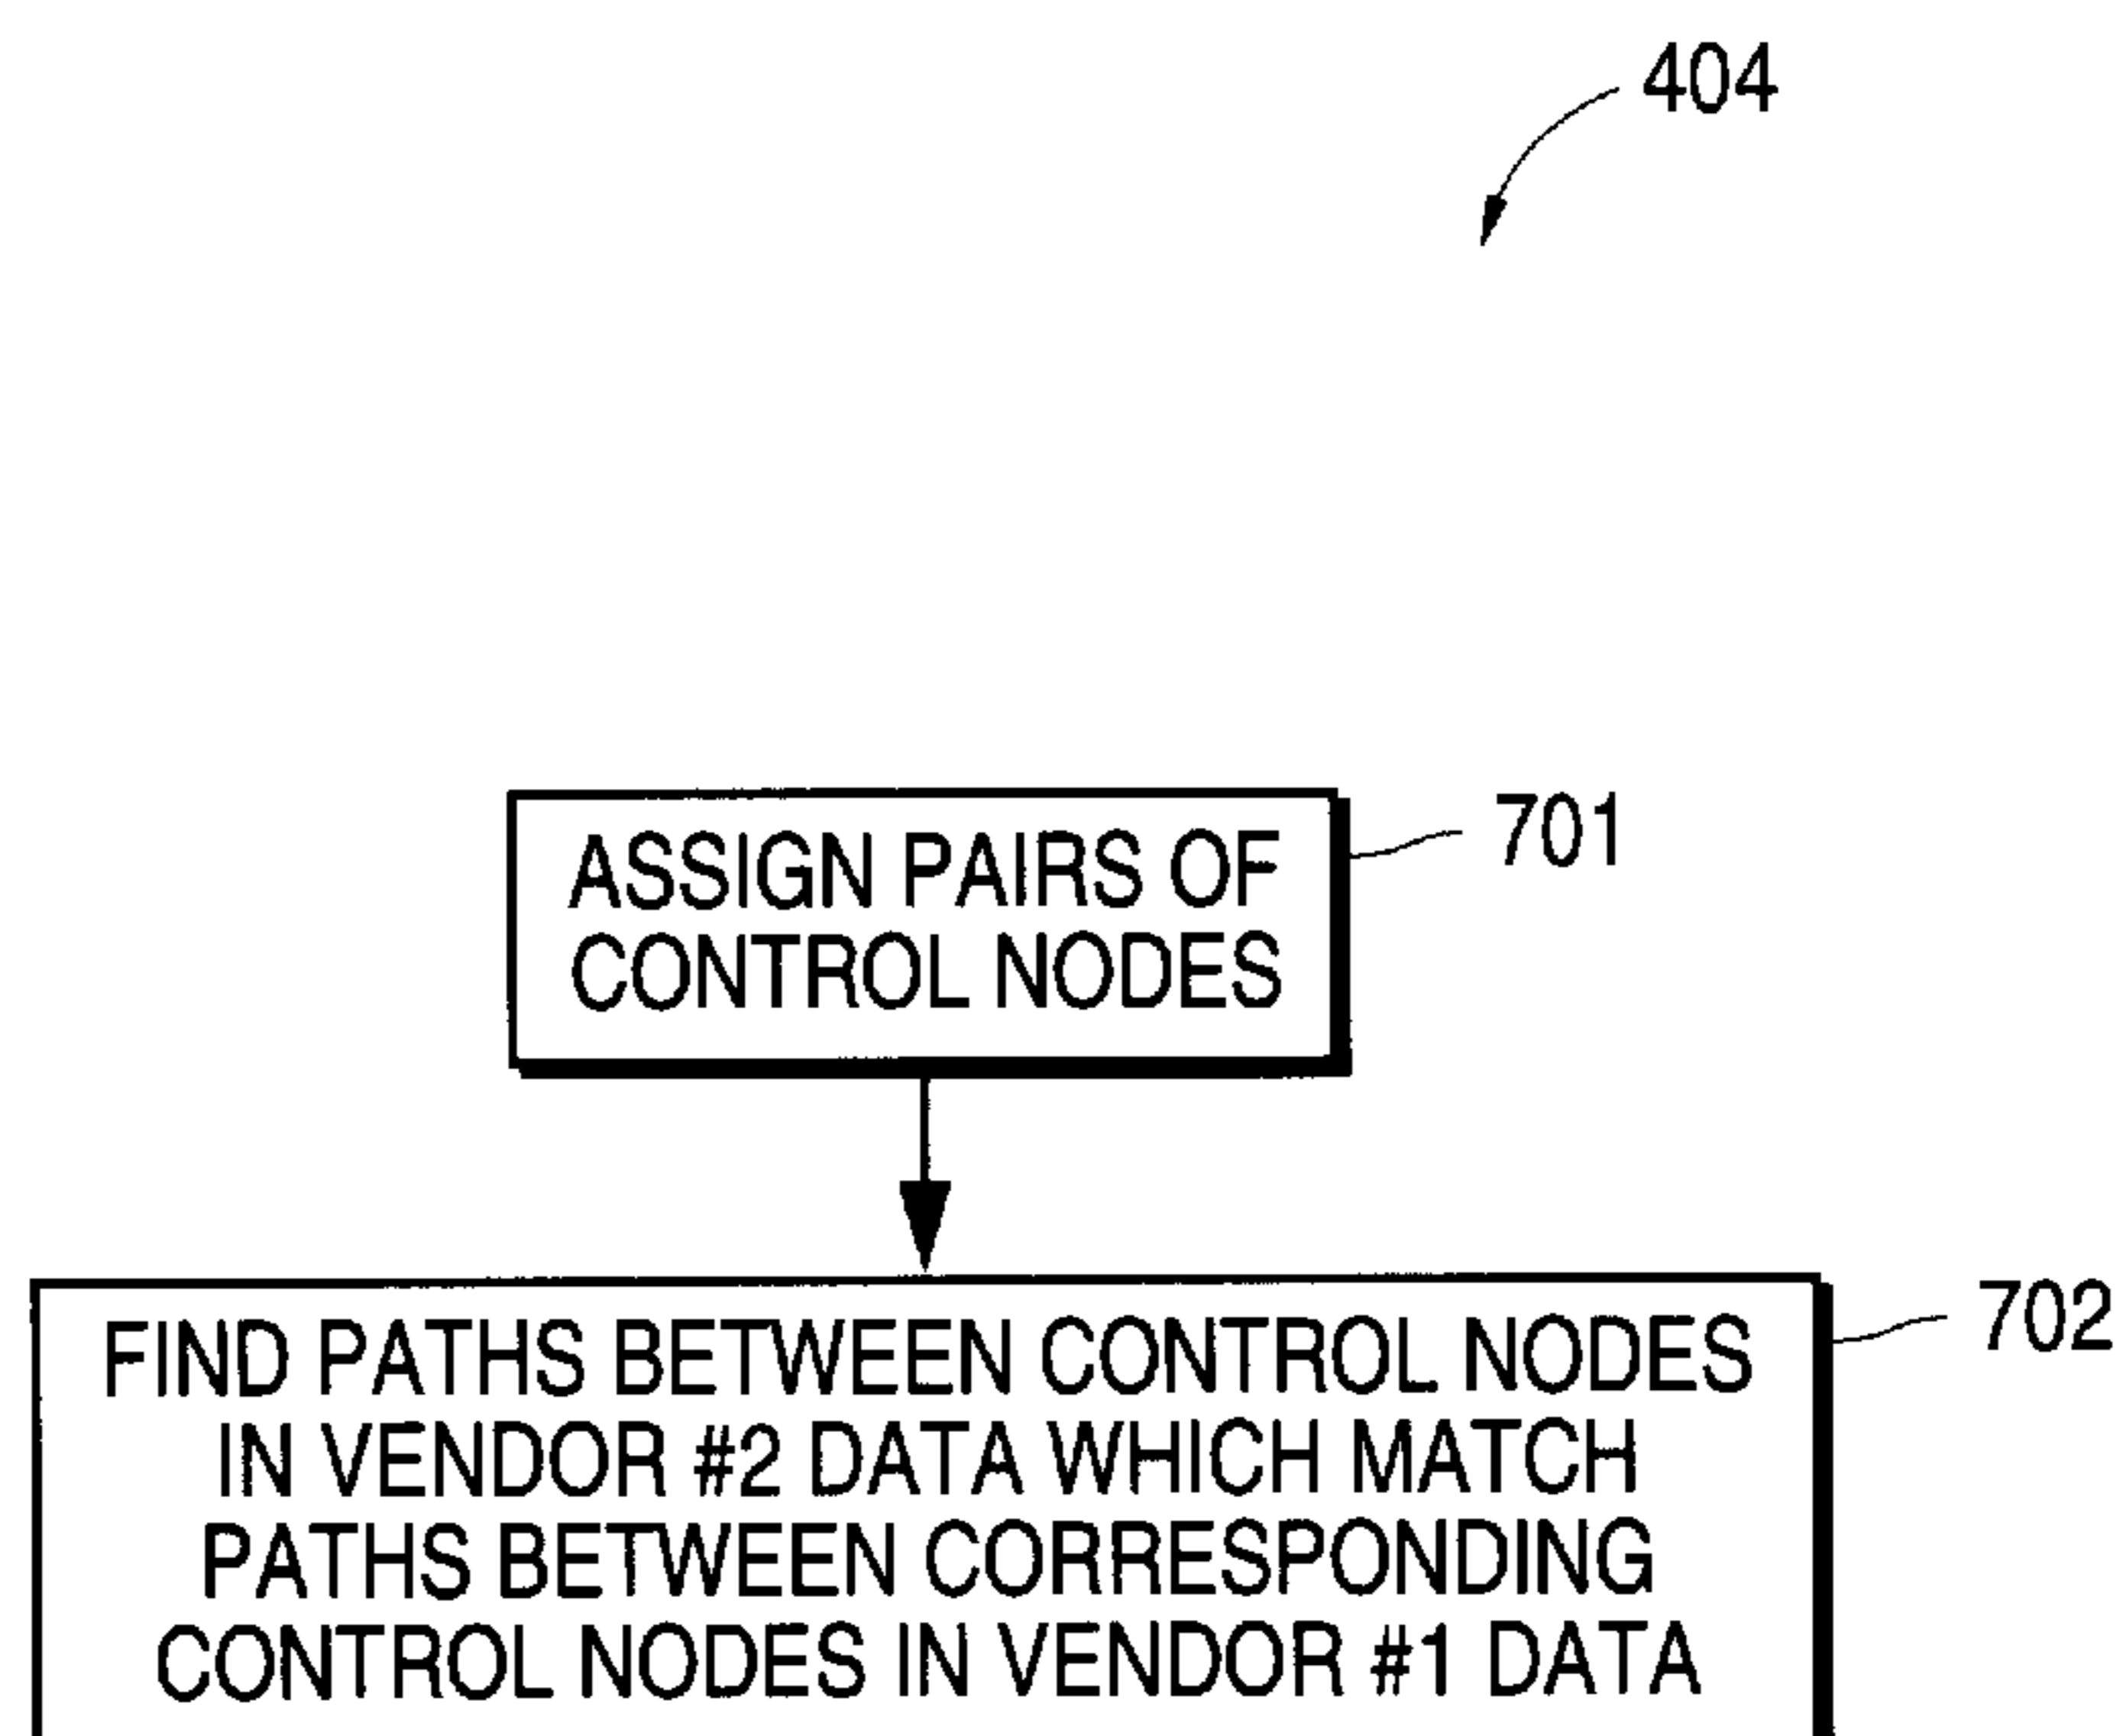 404
ASSIGN PAIRS OF
CONTROL NODES
701
FIND PATHS BETWEEN CONTROL NODES
IN VENDOR #2 DATA WHICH MATCH
PATHS BETWEEN CORRESPONDING
CONTROL NODES IN VENDOR #1 DATA
702